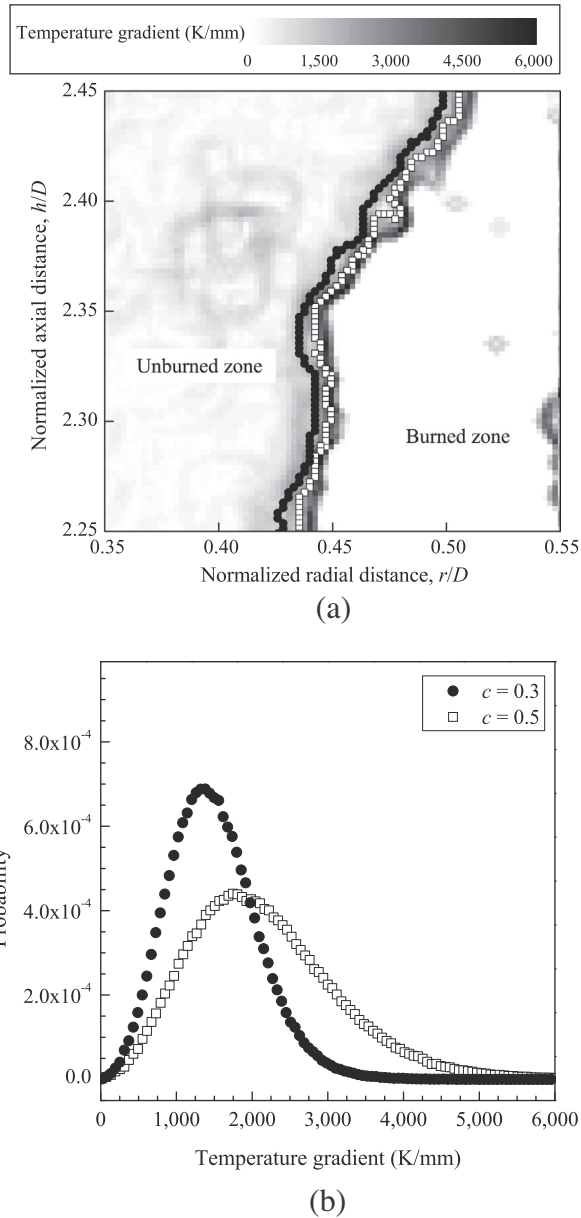 Temperature gradient (K/mm)
0 1,500 3,000 4,500 6,000
2.45
2.40
2.35
2.30
2.25
Normalized axial distance, h/D
Unburned zone
Burned zone
0.35 0.40 0.45 0.50 0.55
Normalized radial distance, r/D
(a)
c = 0.3
c = 0.5
8.0x10⁻⁴
6.0x10⁻⁴
4.0x10⁻⁴
2.0x10⁻⁴
0.0
Probability
0 1,000 2,000 3,000 4,000 5,000 6,000
Temperature gradient (K/mm)
(b)